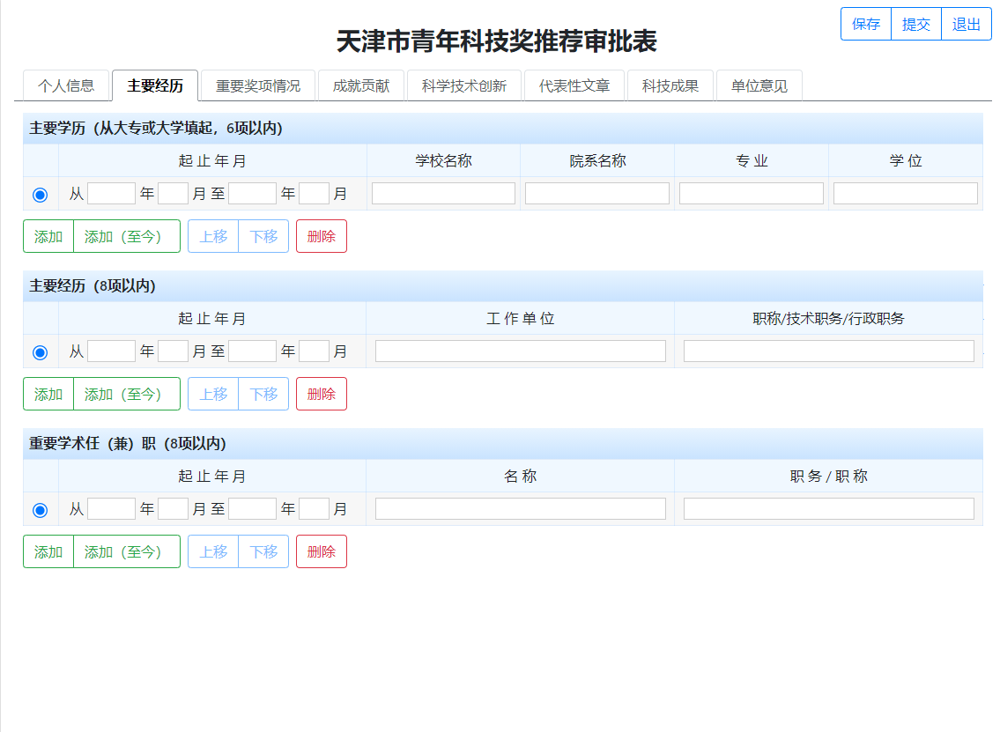 保存 提交 退出
天津市青年科技奖推荐审批表
个人信息 主要经历 重要奖项情况 成就贡献 科学技术创新 代表性文章 科技成果 单位意见
主要学历（从大专或大学填起，6项以内）
起 止 年 月 学校名称 院系名称 专 业 学 位
从 年 月 至 年 月
添加 添加（至今） 上移 下移 删除
主要经历（8项以内）
起 止 年 月 工 作 单 位 职称/技术职务/行政职务
从 年 月 至 年 月
添加 添加（至今） 上移 下移 删除
重要学术任（兼）职（8项以内）
起 止 年 月 名 称 职 务 / 职 称
从 年 月 至 年 月
添加 添加（至今） 上移 下移 删除